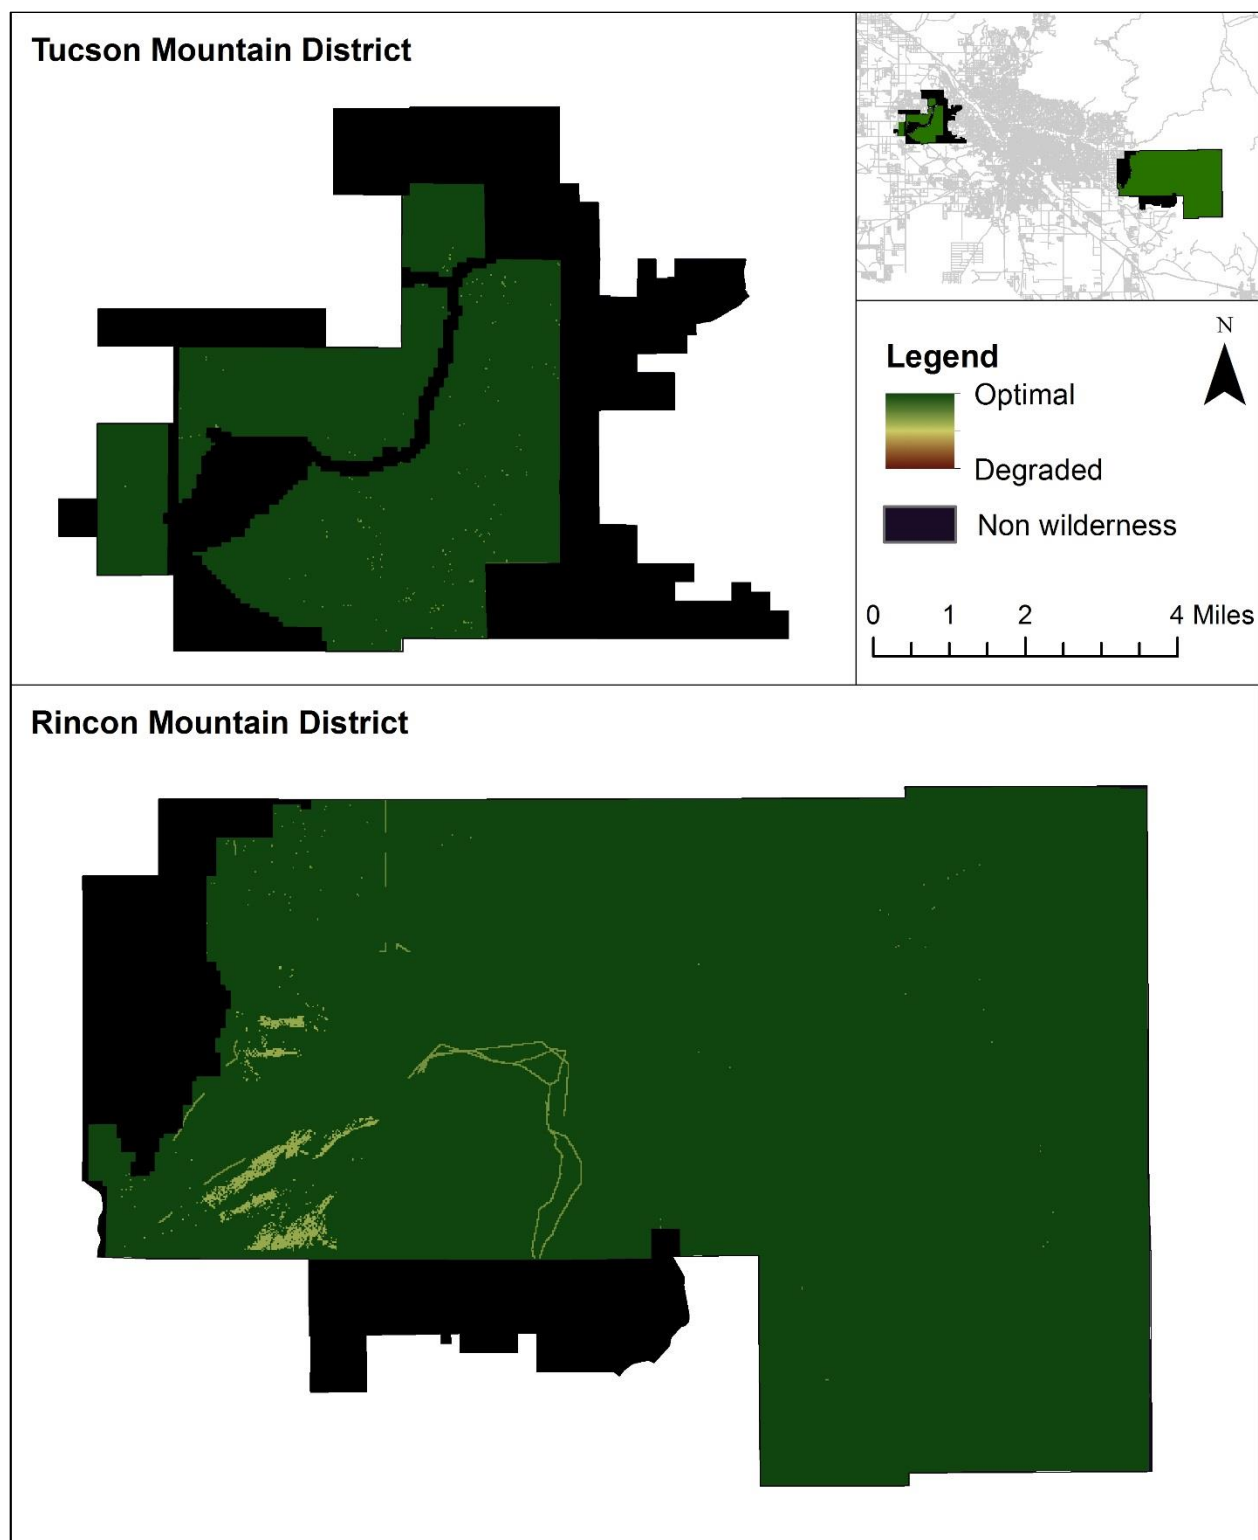 Tucson Mountain District
N
Legend
Optimal
Degraded
Non wilderness
0 1 2 4 Miles
Rincon Mountain District